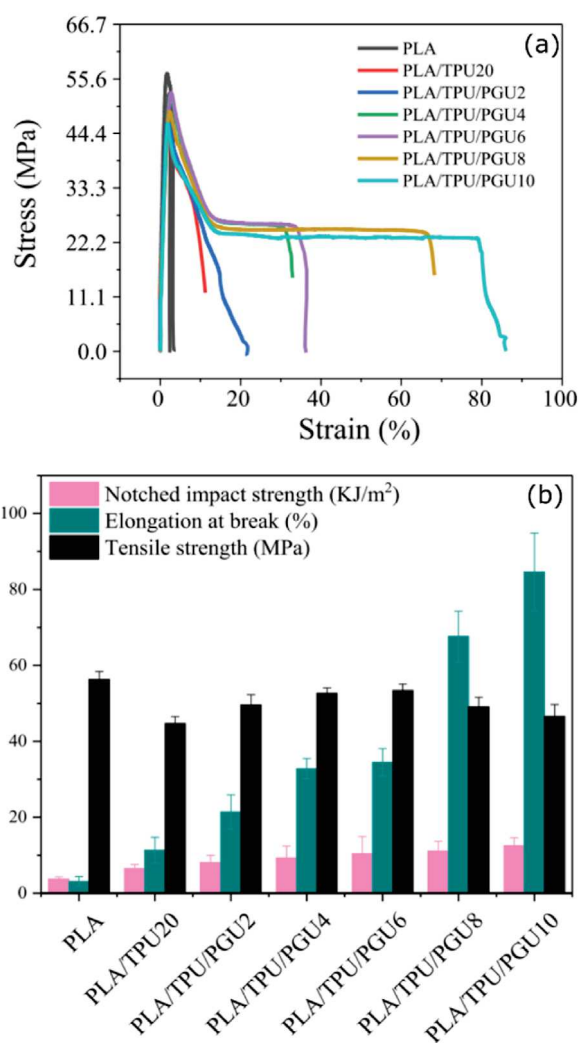 (a)
PLA
PLA/TPU20
PLA/TPU/PGU2
PLA/TPU/PGU4
PLA/TPU/PGU6
PLA/TPU/PGU8
PLA/TPU/PGU10
66.7
55.6
44.4
33.3
22.2
11.1
0.0
Stress (MPa)
0 20 40 60 80 100
Strain (%)
(b)
Notched impact strength (KJ/m²)
Elongation at break (%)
Tensile strength (MPa)
100
80
60
40
20
0
PLA
PLA/TPU20
PLA/TPU/PGU2
PLA/TPU/PGU4
PLA/TPU/PGU6
PLA/TPU/PGU8
PLA/TPU/PGU10